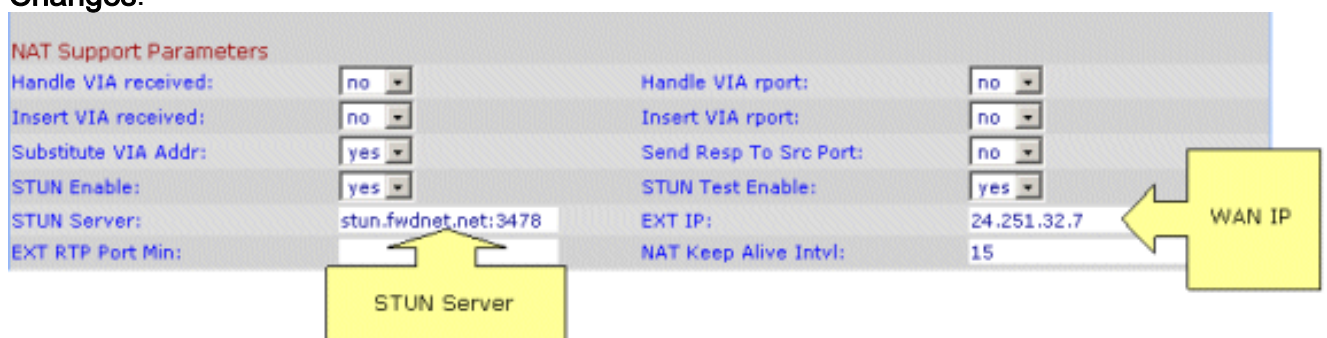 Changes:
NAT Support Parameters
Handle VIA received: no Handle VIA rport: no
Insert VIA received: no Insert VIA rport: no
Substitute VIA Addr: yes Send Resp To Src Port: no
STUN Enable: yes STUN Test Enable: yes
STUN Server: stun.fwdnet.net:3478 EXT IP: 24.251.32.7
WAN IP
EXT RTP Port Min: NAT Keep Alive Intvl: 15
STUN Server